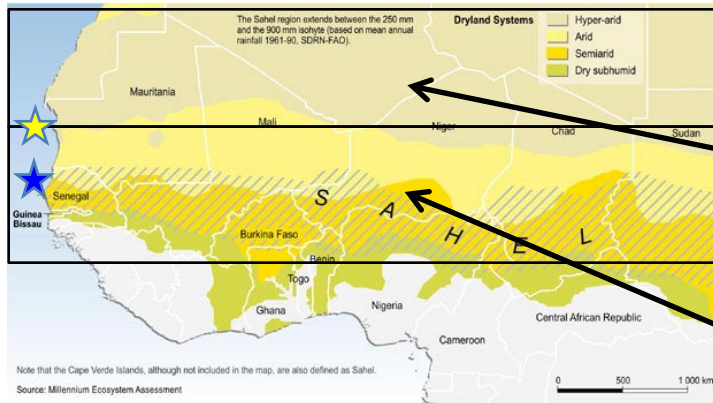 The Sahel region extends between the 250 mm
and the 900 mm isohyte (based on mean annual
rainfall 1961-90, SDRN-FAO).
Dryland Systems
Hyper-arid
Arid
Semiarid
Dry subhumid
Mauritania
Mali
Niger
Chad
Sudan
Senegal
SAHEL
Guinea
Bissau
Burkina Faso
Benin
Togo
Ghana
Nigeria
Central African Republic
Cameroon
Note that the Cape Verde Islands, although not included in the map, are also defined as Sahel.
Source: Millennium Ecosystem Assessment
0 500 1 000 km